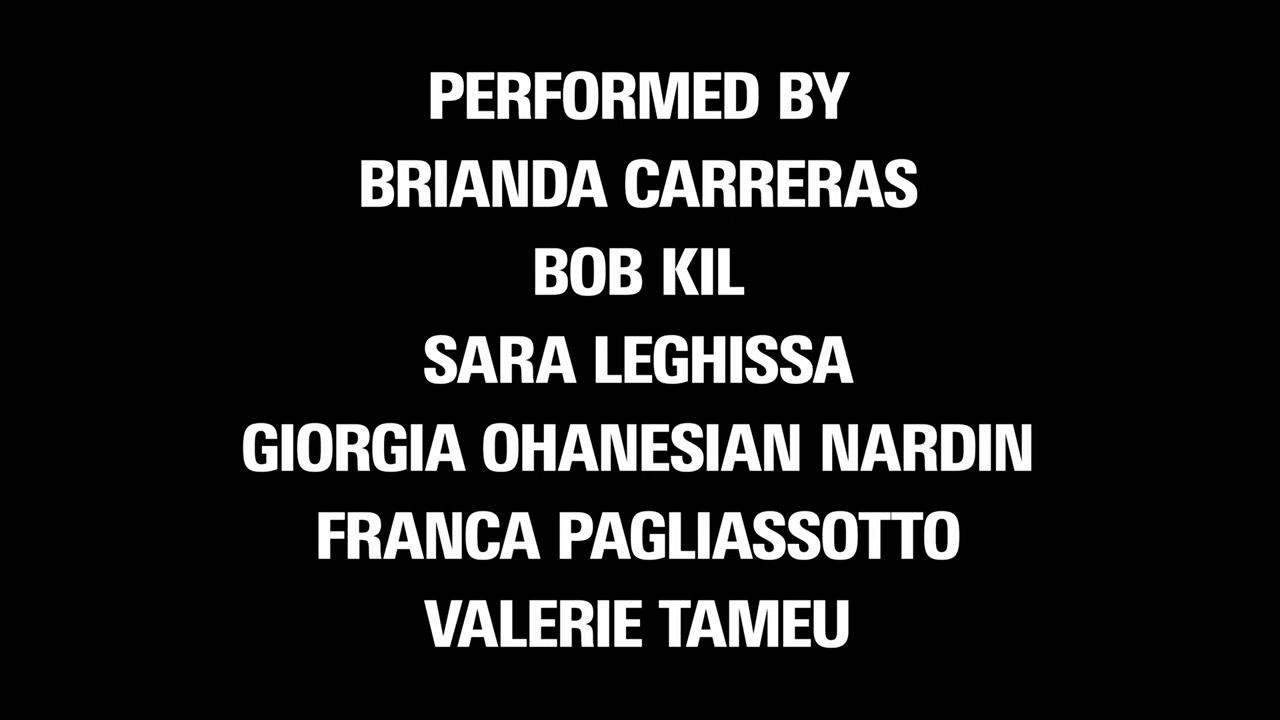 PERFORMED BY
BRIANDA CARRERAS
BOB KIL
SARA LEGHISSA
GIORGIA OHANESIAN NARDIN
FRANCA PAGLIASSOTTO
VALERIE TAMEU